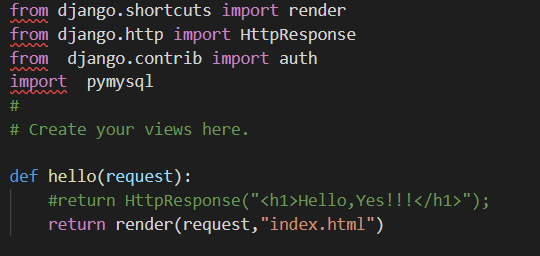 from django.shortcuts import render
from django.http import HttpResponse
from  django.contrib import auth
import  pymysql
#
# Create your views here.
def hello(request):
    #return HttpResponse("<h1>Hello,Yes!!!</h1>");
    return render(request,"index.html")